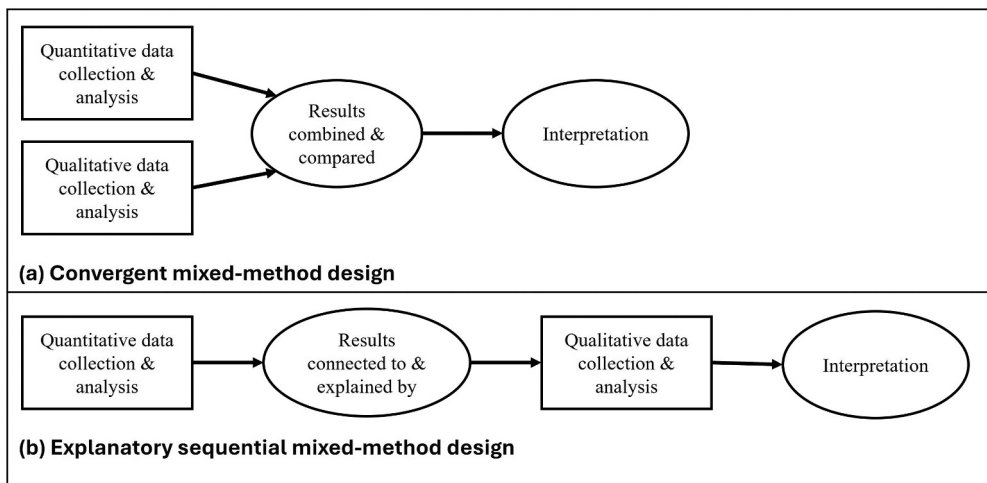 Quantitative data
collection &
analysis
Qualitative data
collection &
analysis
Results
combined &
compared
Interpretation
(a) Convergent mixed-method design
Quantitative data
collection &
analysis
Results
connected to &
explained by
Qualitative data
collection &
analysis
Interpretation
(b) Explanatory sequential mixed-method design